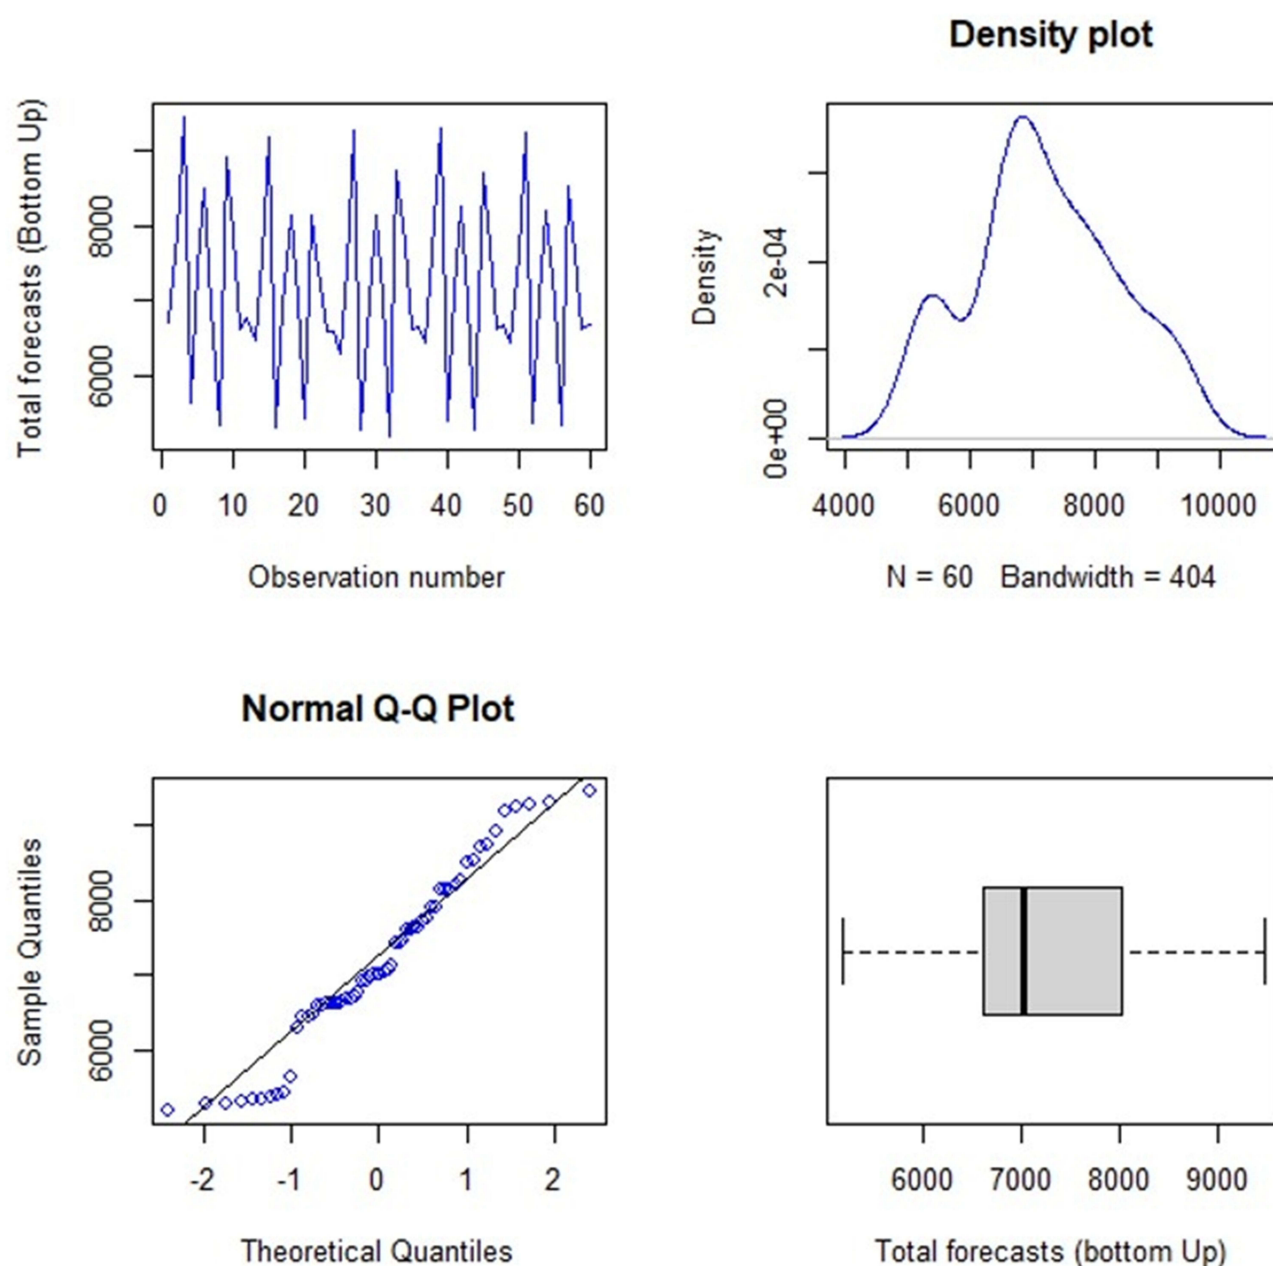 Total forecasts (Bottom Up)
6000
8000
0
10
20
30
40
50
60
Observation number
Density plot
Density
0e+00
2e-04
4000
6000
8000
10000
N = 60   Bandwidth = 404
Normal Q-Q Plot
Sample Quantiles
6000
8000
-2
-1
0
1
2
Theoretical Quantiles
6000
7000
8000
9000
Total forecasts (bottom Up)